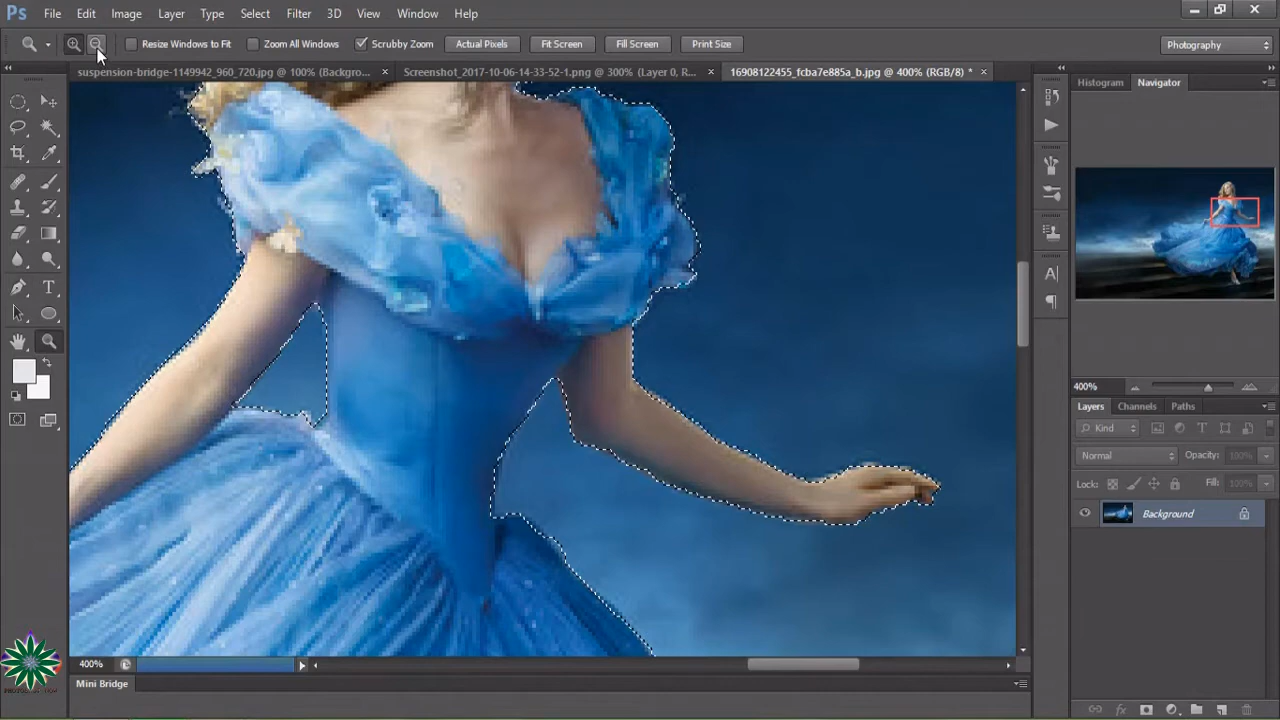 Ps File Edit Image Layer Type Select Filter 3D View Window Help
Resize Windows to Fit Zoom All Windows Scrubby Zoom Actual Pixels Fit Screen Fill Screen Print Size Photography
suspension-bridge-1149942_960_720.jpg @ 100% (Backgro... × Screenshot_2017-10-06-14-33-52-1.png @ 300% (Layer 0, R... × 16908122455_fcba7e885a_b.jpg @ 400% (RGB/8) * ×
Histogram Navigator
400%
Layers Channels Paths
Kind
Normal Opacity: 100%
Lock: Fill: 100%
Background
400%
Mini Bridge